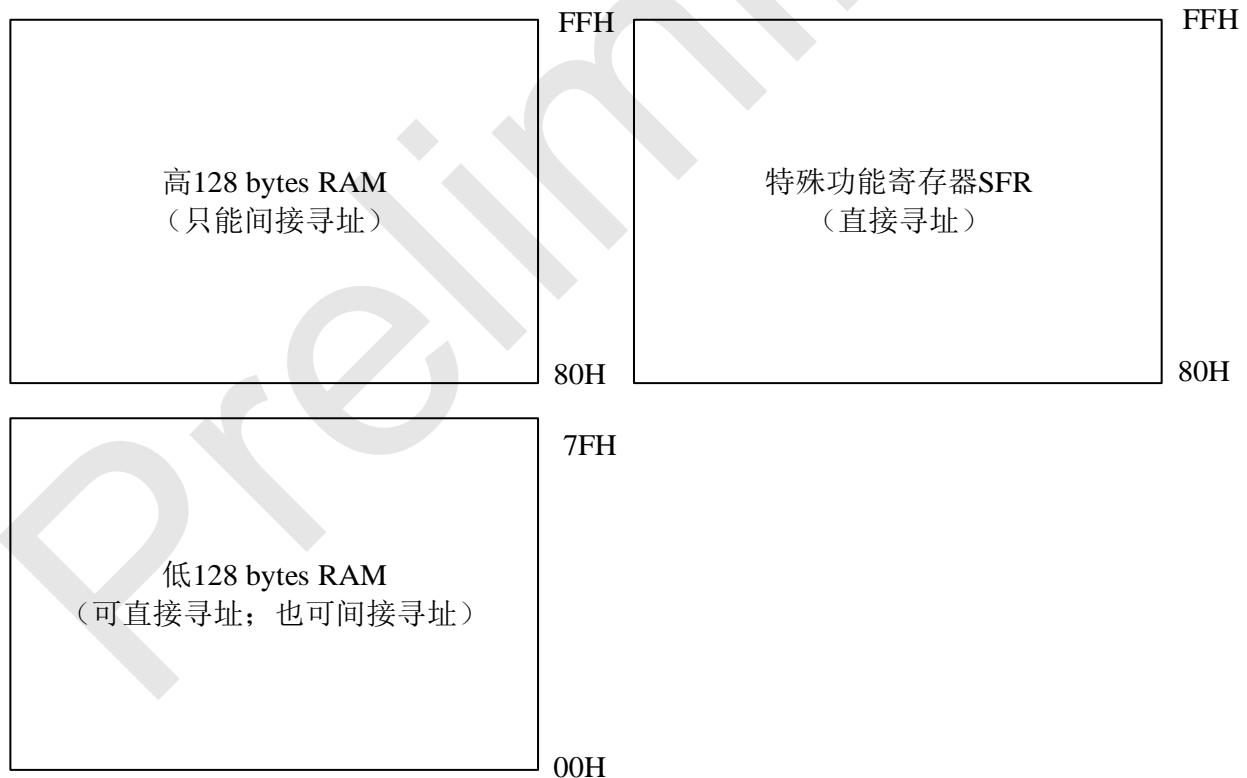 FFH
高128 bytes RAM
（只能间接寻址）
80H
FFH
特殊功能寄存器SFR
（直接寻址）
80H
7FH
低128 bytes RAM
（可直接寻址；也可间接寻址）
00H
Prelim